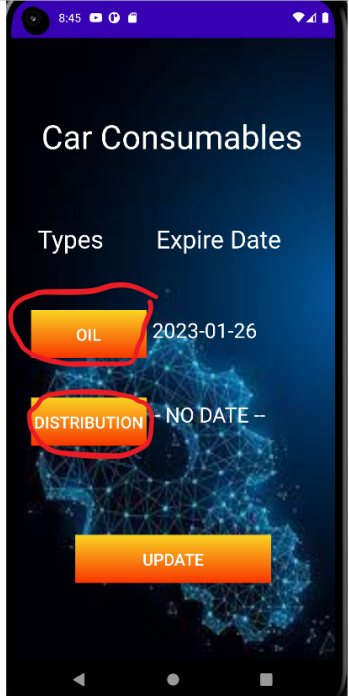 8:45
Car Consumables
Types Expire Date
OIL 2023-01-26
DISTRIBUTION -- NO DATE --
UPDATE